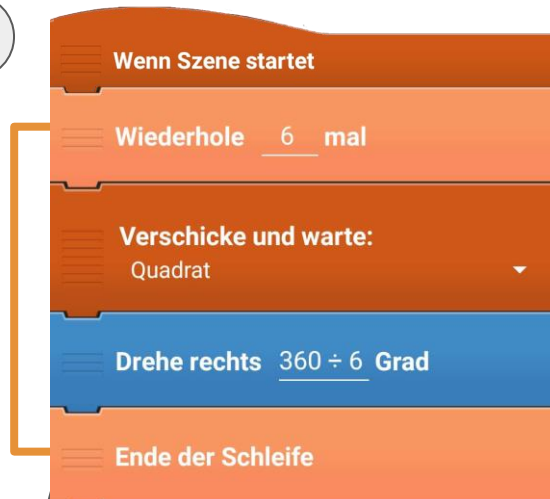 Wenn Szene startet
Wiederhole 6 mal
Verschicke und warte:
Quadrat
Drehe rechts 360 ÷ 6 Grad
Ende der Schleife